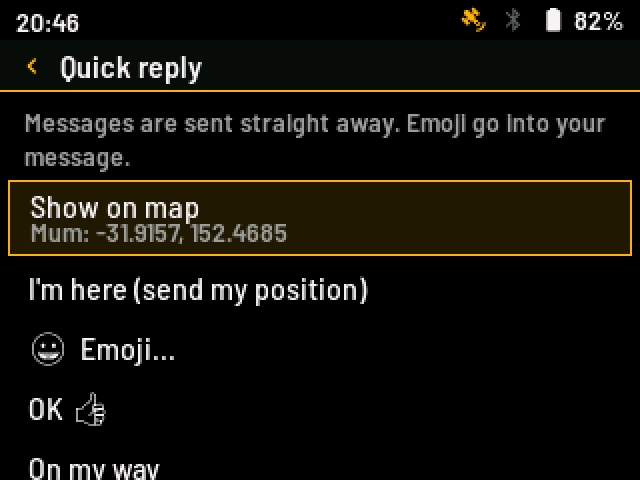 20:46
82%
Quick reply
Messages are sent straight away. Emoji go into your
message.
Show on map
Mum: -31.9157, 152.4685
I'm here (send my position)
😀 Emoji...
OK 👍
On my way